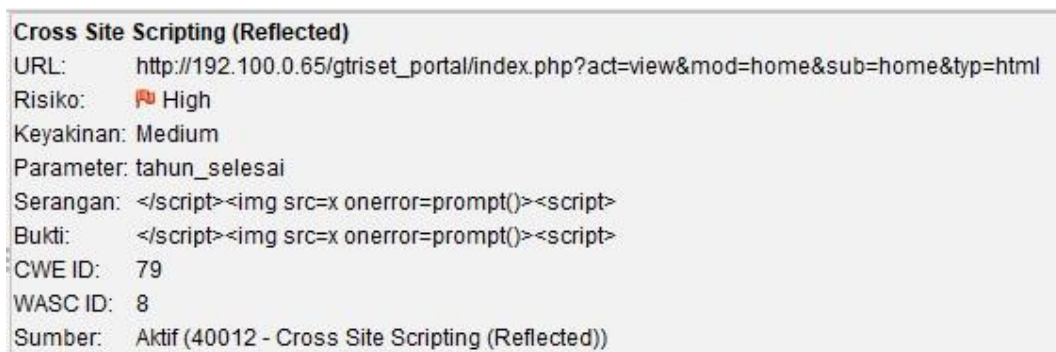 Cross Site Scripting (Reflected)
URL: http://192.100.0.65/gtriset_portal/index.php?act=view&mod=home&sub=home&typ=html
Risiko: High
Keyakinan: Medium
Parameter: tahun_selesai
Serangan: </script><img src=x onerror=prompt()><script>
Bukti: </script><img src=x onerror=prompt()><script>
CWE ID: 79
WASC ID: 8
Sumber: Aktif (40012 - Cross Site Scripting (Reflected))